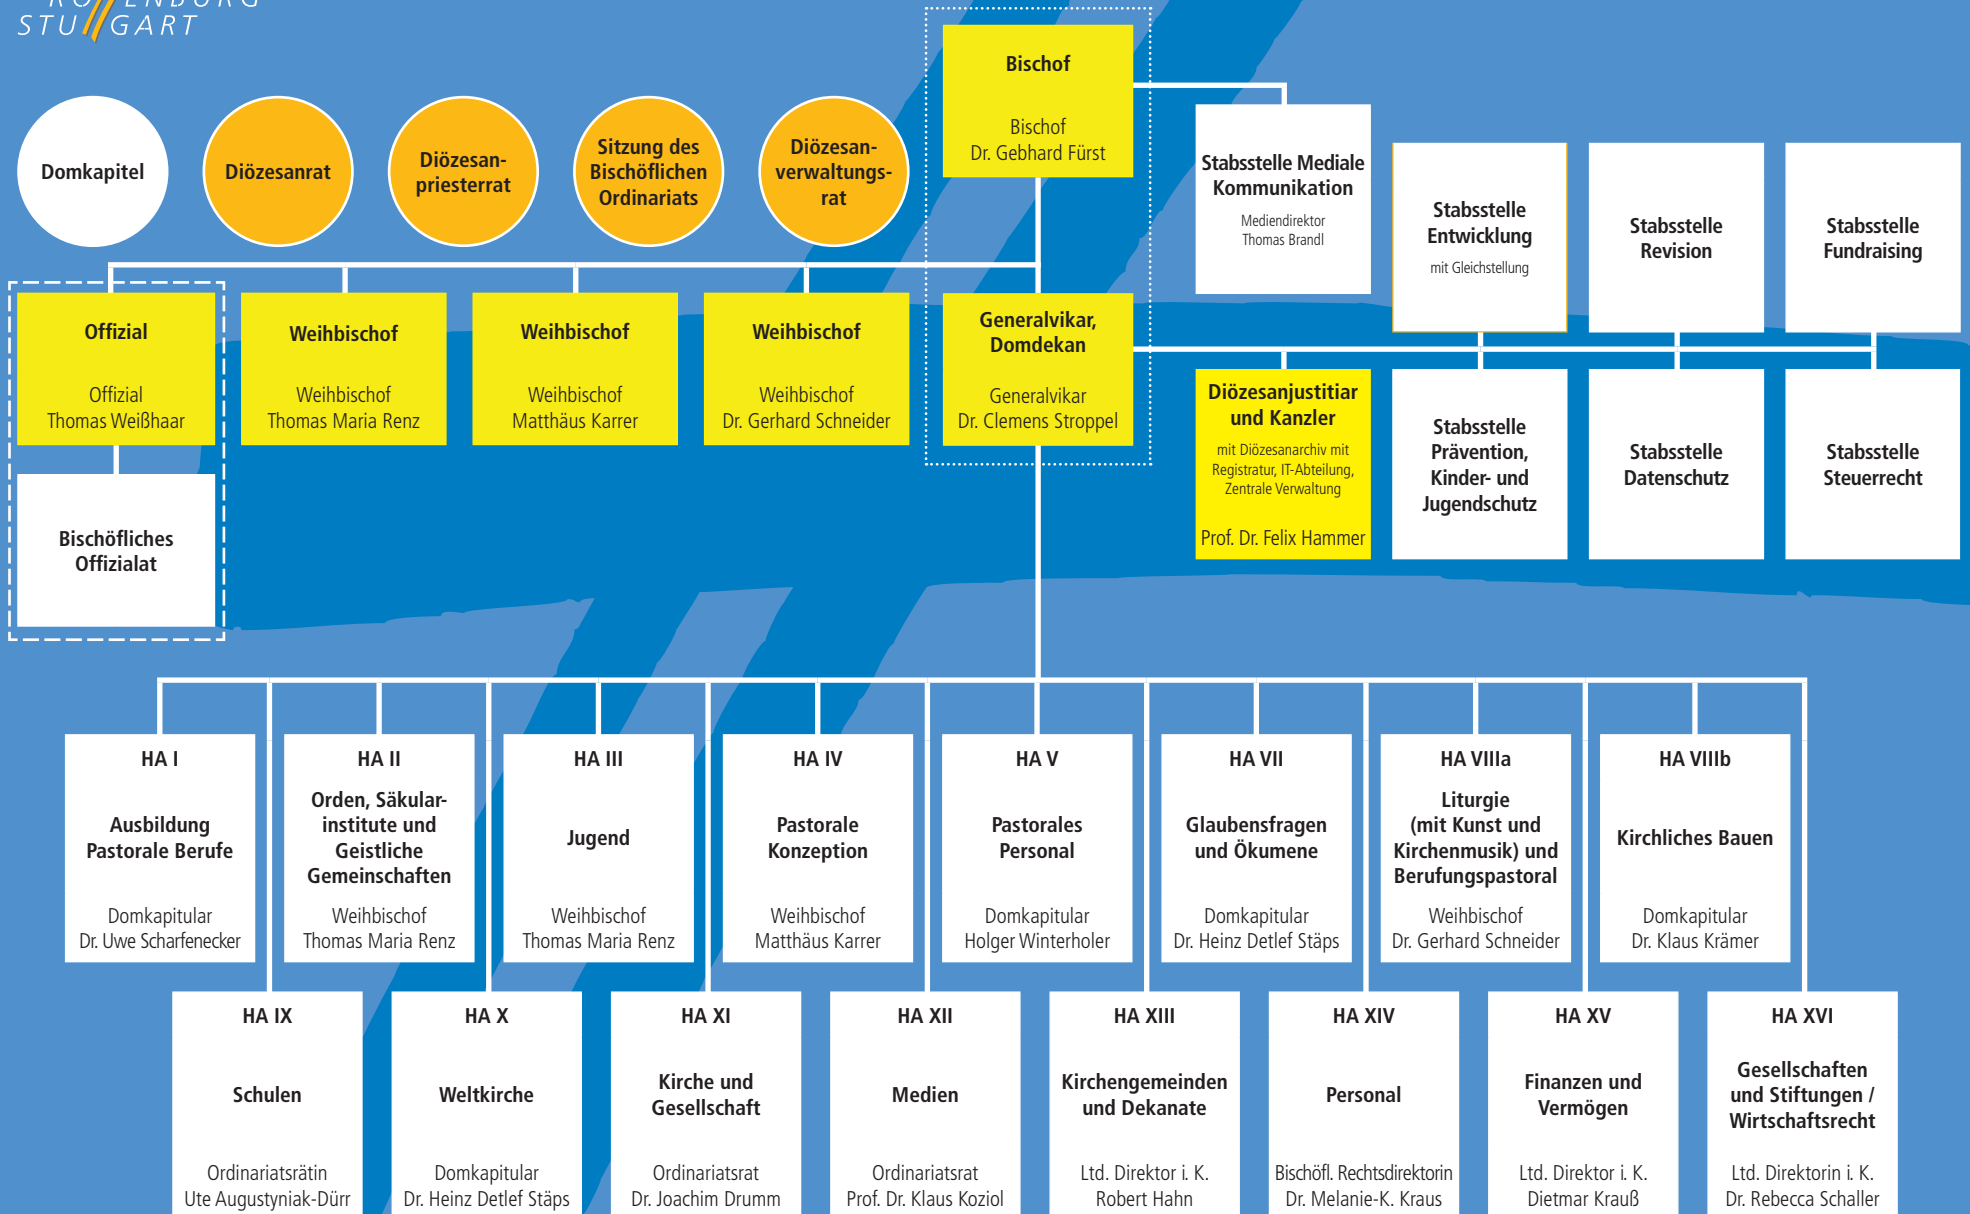 STUTTGART
Bischof
Bischof
Dr. Gebhard Fürst
Domkapitel
Diözesanrat
Diözesan-
priesterrat
Sitzung des
Bischöflichen
Ordinariats
Diözesan-
verwaltungs-
rat
Stabsstelle Mediale
Kommunikation
Mediendirektor
Thomas Brandl
Stabsstelle
Entwicklung
mit Gleichstellung
Stabsstelle
Revision
Stabsstelle
Fundraising
Offizial
Offizial
Thomas Weißhaar
Weihbischof
Weihbischof
Thomas Maria Renz
Weihbischof
Weihbischof
Matthäus Karrer
Weihbischof
Weihbischof
Dr. Gerhard Schneider
Generalvikar,
Domdekan
Generalvikar
Dr. Clemens Stroppel
Diözesanjustitiar
und Kanzler
mit Diözesanarchiv mit
Registratur, IT-Abteilung,
Zentrale Verwaltung
Prof. Dr. Felix Hammer
Stabsstelle
Prävention,
Kinder- und
Jugendschutz
Stabsstelle
Datenschutz
Stabsstelle
Steuerrecht
Bischöfliches
Offizialat
HA I
Ausbildung
Pastorale Berufe
Domkapitular
Dr. Uwe Scharfenecker
HA II
Orden, Säkular-
institute und
Geistliche
Gemeinschaften
Weihbischof
Thomas Maria Renz
HA III
Jugend
Weihbischof
Thomas Maria Renz
HA IV
Pastorale
Konzeption
Weihbischof
Matthäus Karrer
HA V
Pastorales
Personal
Domkapitular
Holger Winterholer
HA VII
Glaubensfragen
und Ökumene
Domkapitular
Dr. Heinz Detlef Stäps
HA VIIIa
Liturgie
(mit Kunst und
Kirchenmusik) und
Berufungspastoral
Weihbischof
Dr. Gerhard Schneider
HA VIIIb
Kirchliches Bauen
Domkapitular
Dr. Klaus Krämer
HA IX
Schulen
Ordinariatsrätin
Ute Augustyniak-Dürr
HA X
Weltkirche
Domkapitular
Dr. Heinz Detlef Stäps
HA XI
Kirche und
Gesellschaft
Ordinariatsrat
Dr. Joachim Drumm
HA XII
Medien
Ordinariatsrat
Prof. Dr. Klaus Koziol
HA XIII
Kirchengemeinden
und Dekanate
Ltd. Direktor i. K.
Robert Hahn
HA XIV
Personal
Bischöfl. Rechtsdirektorin
Dr. Melanie-K. Kraus
HA XV
Finanzen und
Vermögen
Ltd. Direktor i. K.
Dietmar Krauß
HA XVI
Gesellschaften
und Stiftungen /
Wirtschaftsrecht
Ltd. Direktorin i. K.
Dr. Rebecca Schaller